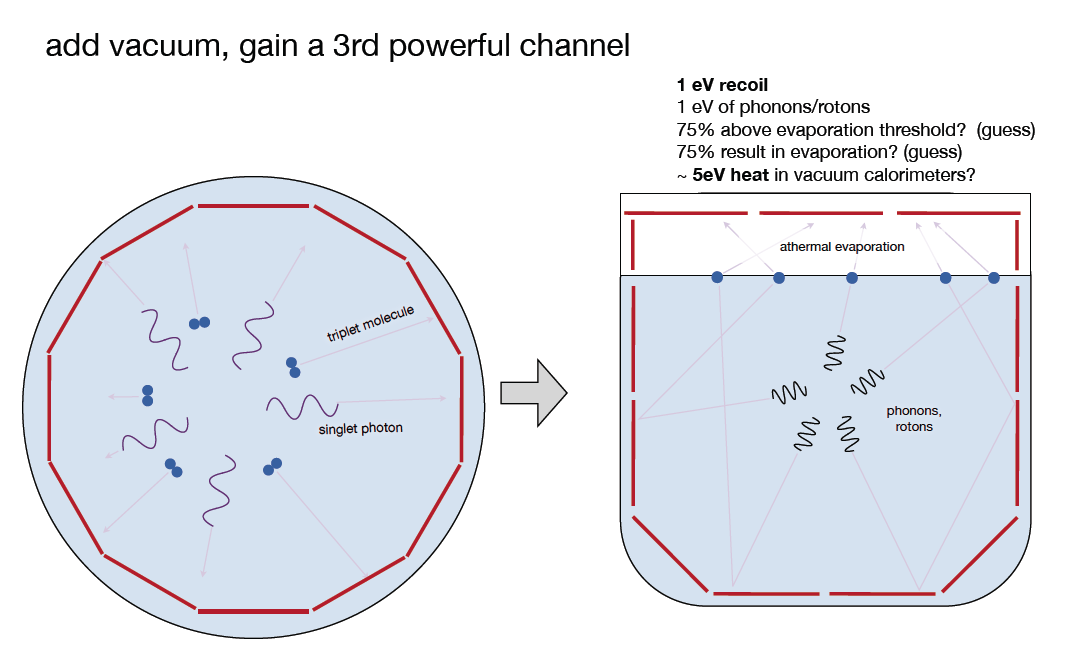 add vacuum, gain a 3rd powerful channel
1 eV recoil
1 eV of phonons/rotons
75% above evaporation threshold?  (guess)
75% result in evaporation? (guess)
~ 5eV heat in vacuum calorimeters?
athermal evaporation
triplet molecule
singlet photon
phonons,
rotons